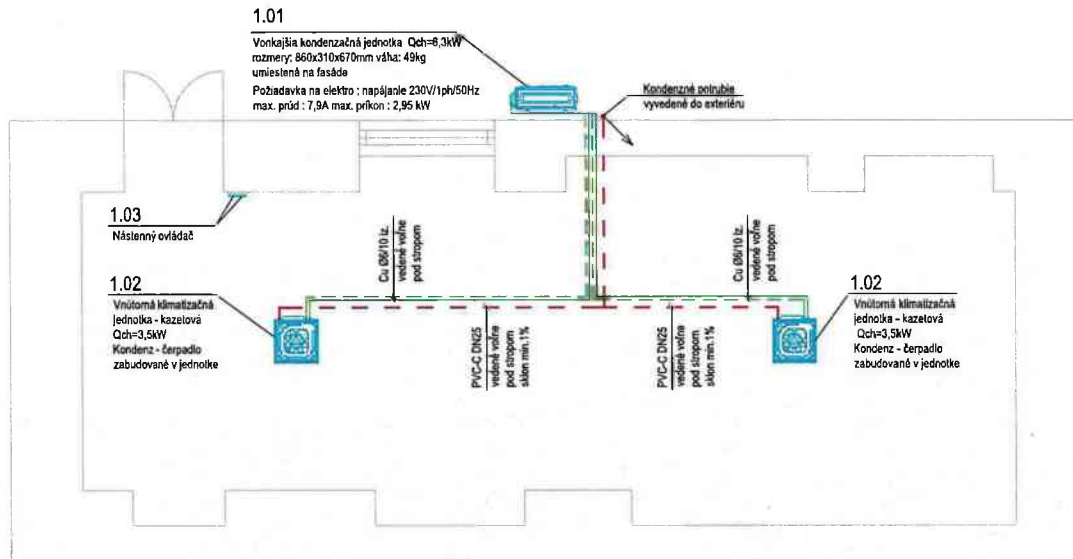 1.01
Vonkajšia kondenzačná jednotka Qch=6,3kW
rozmery: 860x310x670mm váha: 49kg
umiestená na fasáde
Požiadavka na elektro : napájanie 230V/1ph/50Hz
max. prúd : 7,9A max. príkon : 2,95 kW
Kondenzné potrubie
vyvedené do exteriéru
1.03
Nástenný ovládač
Cu Ø6/10 iz.
vedené voľne
pod stropom
Cu Ø6/10 iz.
vedené voľne
pod stropom
1.02
Vnútorná klimatizačná
jednotka - kazetová
Qch=3,5kW
Kondenz - čerpadlo
zabudované v jednotke
PVC-C DN25
vedené voľne
pod stropom
sklon min.1%
PVC-C DN25
vedené voľne
pod stropom
sklon min.1%
1.02
Vnútorná klimatizačná
jednotka - kazetová
Qch=3,5kW
Kondenz - čerpadlo
zabudované v jednotke